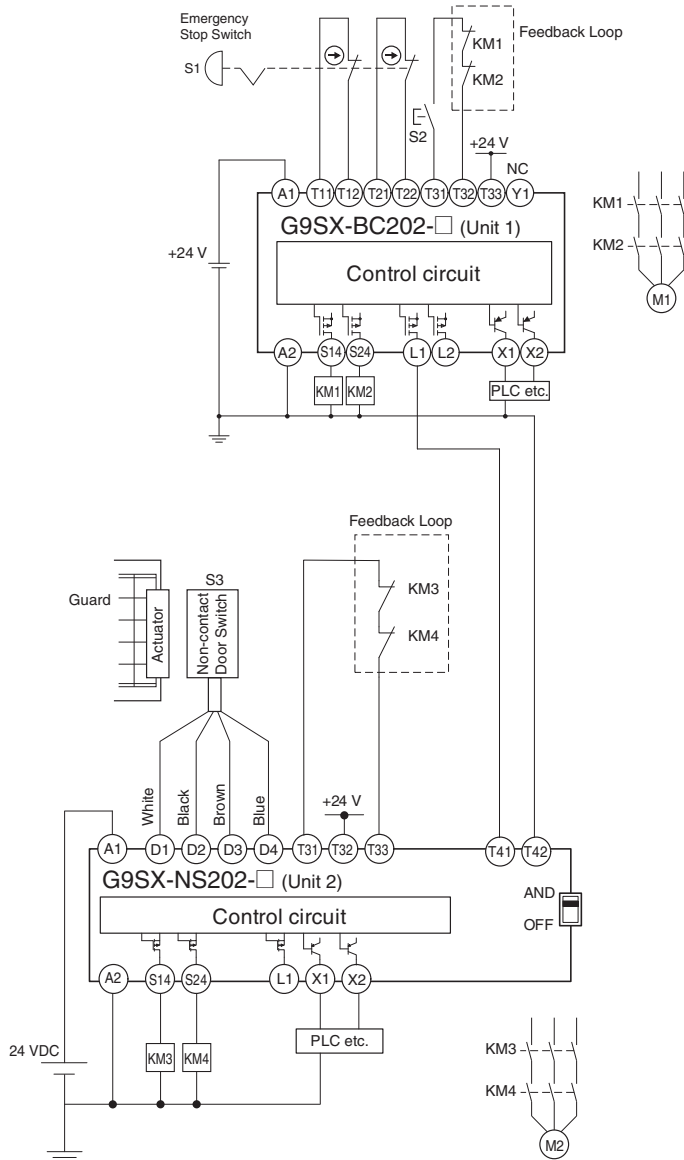 Emergency
Stop Switch
S1
KM1
KM2
Feedback Loop
S2
+24 V
NC
A1 T11 T12 T21 T22 T31 T32 T33 Y1
G9SX-BC202-□ (Unit 1)
Control circuit
+24 V
KM1
KM2
M1
A2 S14 S24 L1 L2 X1 X2
KM1 KM2 PLC etc.
Feedback Loop
KM3
KM4
Guard
Actuator
S3
Non-contact
Door Switch
White
Black
Brown
Blue
+24 V
A1 D1 D2 D3 D4 T31 T32 T33 T41 T42
G9SX-NS202-□ (Unit 2)
Control circuit
AND
OFF
A2 S14 S24 L1 X1 X2
24 VDC
KM3 KM4 PLC etc.
KM3
KM4
M2